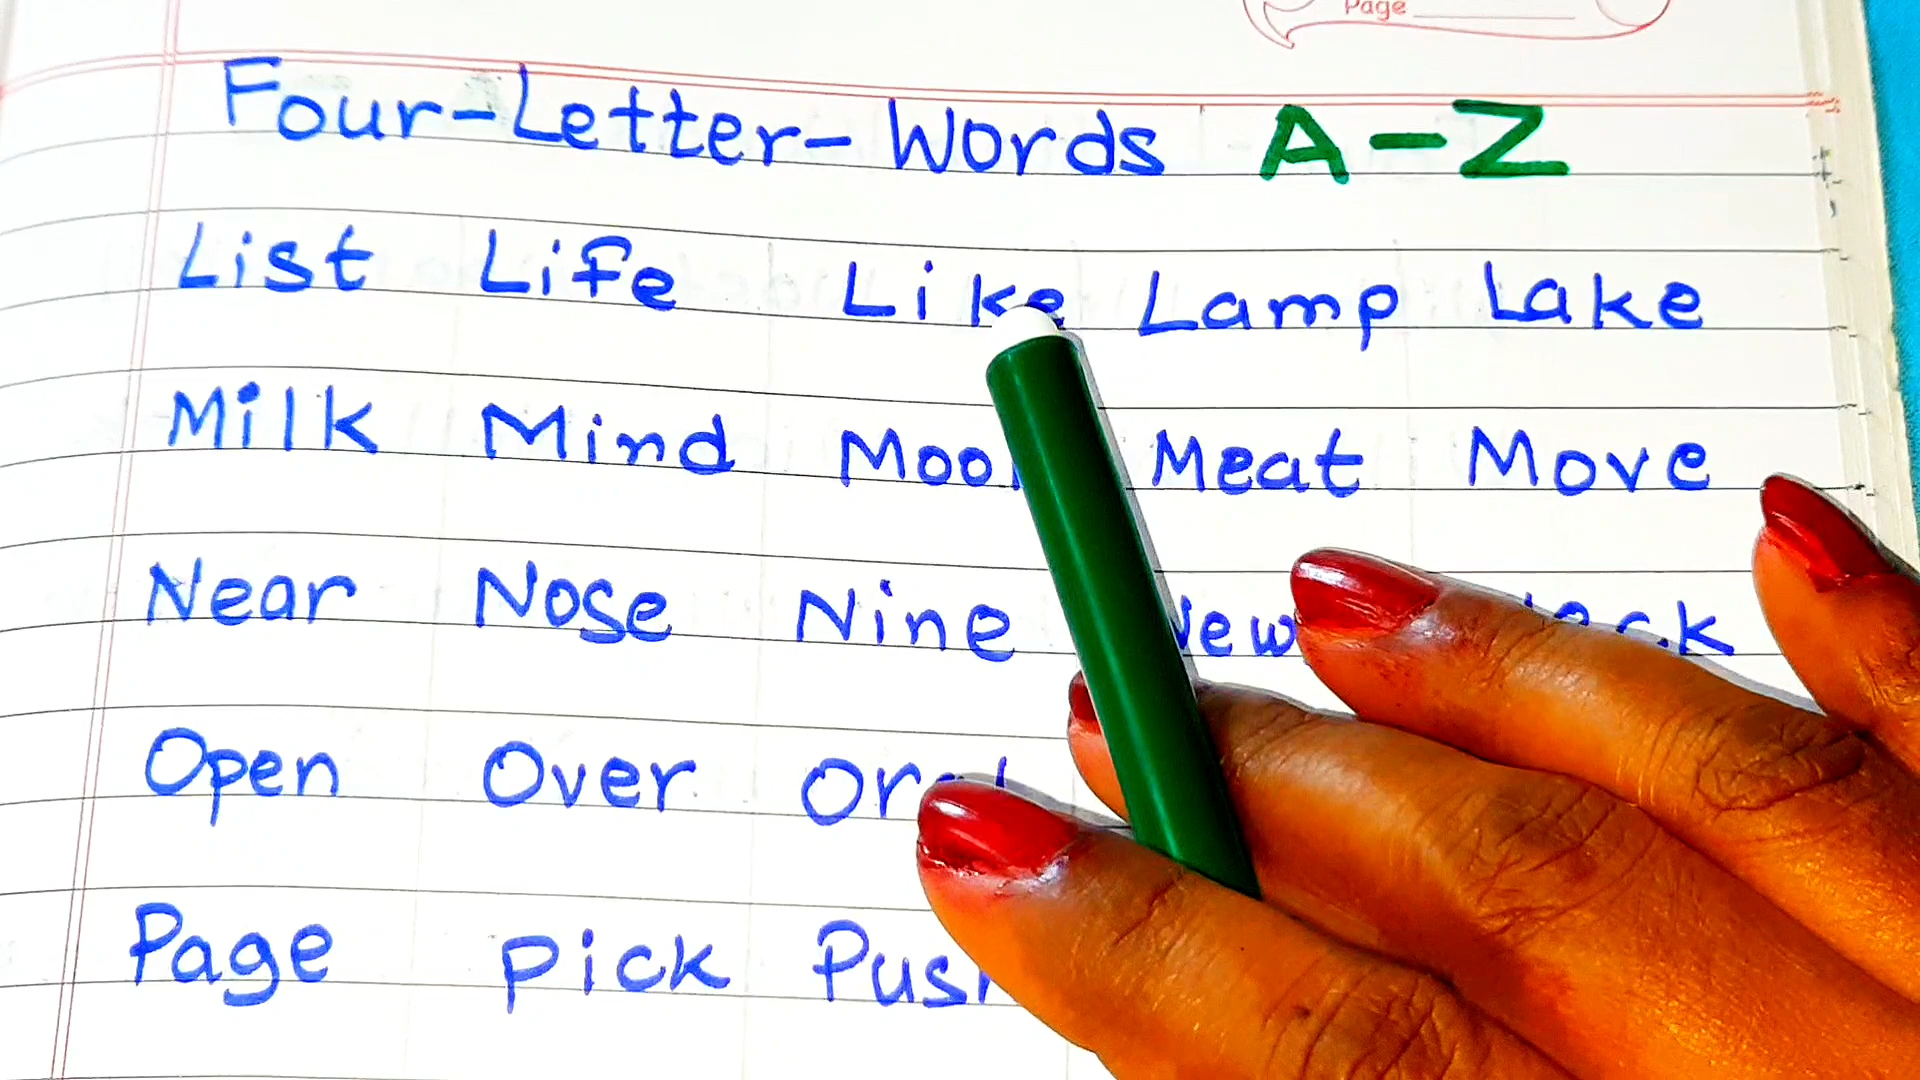 Page
Four-Letter-Words A-Z
List Life Like Lamp Lake
Milk Mind Meat Move
Near Nose Nine
Open Over
Page Pick